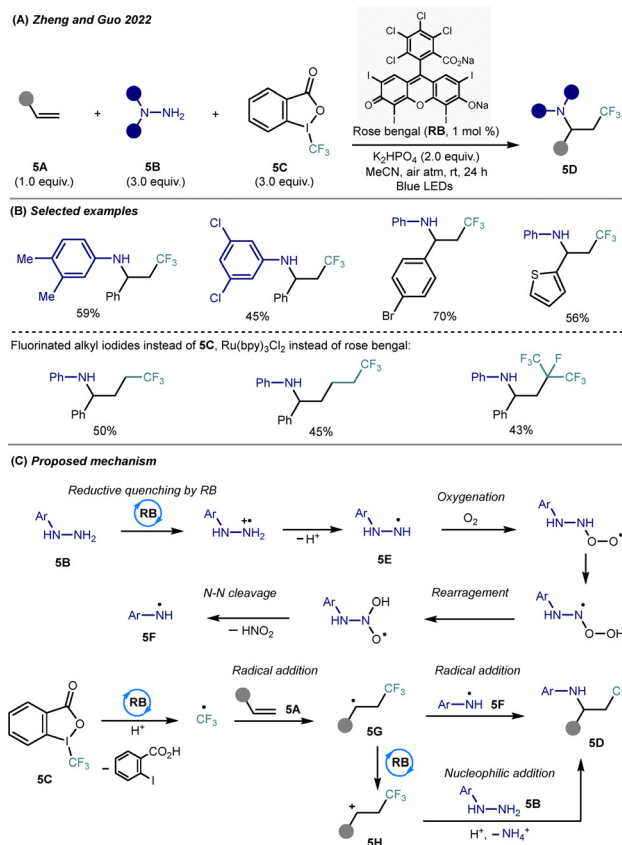 (A) Zheng and Guo 2022
Cl
Cl
Cl
Cl
CO₂Na
I
I
O
O
ONa
I
I
Rose bengal (RB, 1 mol %)
K₂HPO₄ (2.0 equiv.)
MeCN, air atm, rt, 24 h
Blue LEDs
+
N−NH₂
+
O
O
I
CF₃
N
CF₃
5A
(1.0 equiv.)
5B
(3.0 equiv.)
5C
(3.0 equiv.)
5D
(B) Selected examples
Me
Me
NH
CF₃
Ph
59%
Cl
Cl
NH
CF₃
Ph
45%
Ph−NH
CF₃
Br
70%
Ph−NH
CF₃
S
56%
Fluorinated alkyl iodides instead of 5C, Ru(bpy)₃Cl₂ instead of rose bengal:
Ph−NH
CF₃
Ph
50%
Ph−NH
CF₃
Ph
45%
Ph−NH
F₃C F
CF₃
Ph
43%
(C) Proposed mechanism
Reductive quenching by RB
Oxygenation
Ar
HN−NH₂
5B
RB
Ar
HN−NH₂
+•
− H⁺
Ar
HN−NH
•
5E
O₂
Ar
HN−NH
O−O•
N-N cleavage
Rearragement
Ar−NH
•
5F
− HNO₂
Ar
HN−N
OH
O•
Ar
HN−N
•
O−OH
Radical addition
Radical addition
O
O
I
CF₃
5C
RB
H⁺
−
CO₂H
I
•
CF₃
5A
•
CF₃
5G
Ar−NH
•
5F
Ar
NH
5D
RB
Nucleophilic addition
+
CF₃
5H
Ar
HN−NH₂
5B
H⁺, −NH₄⁺